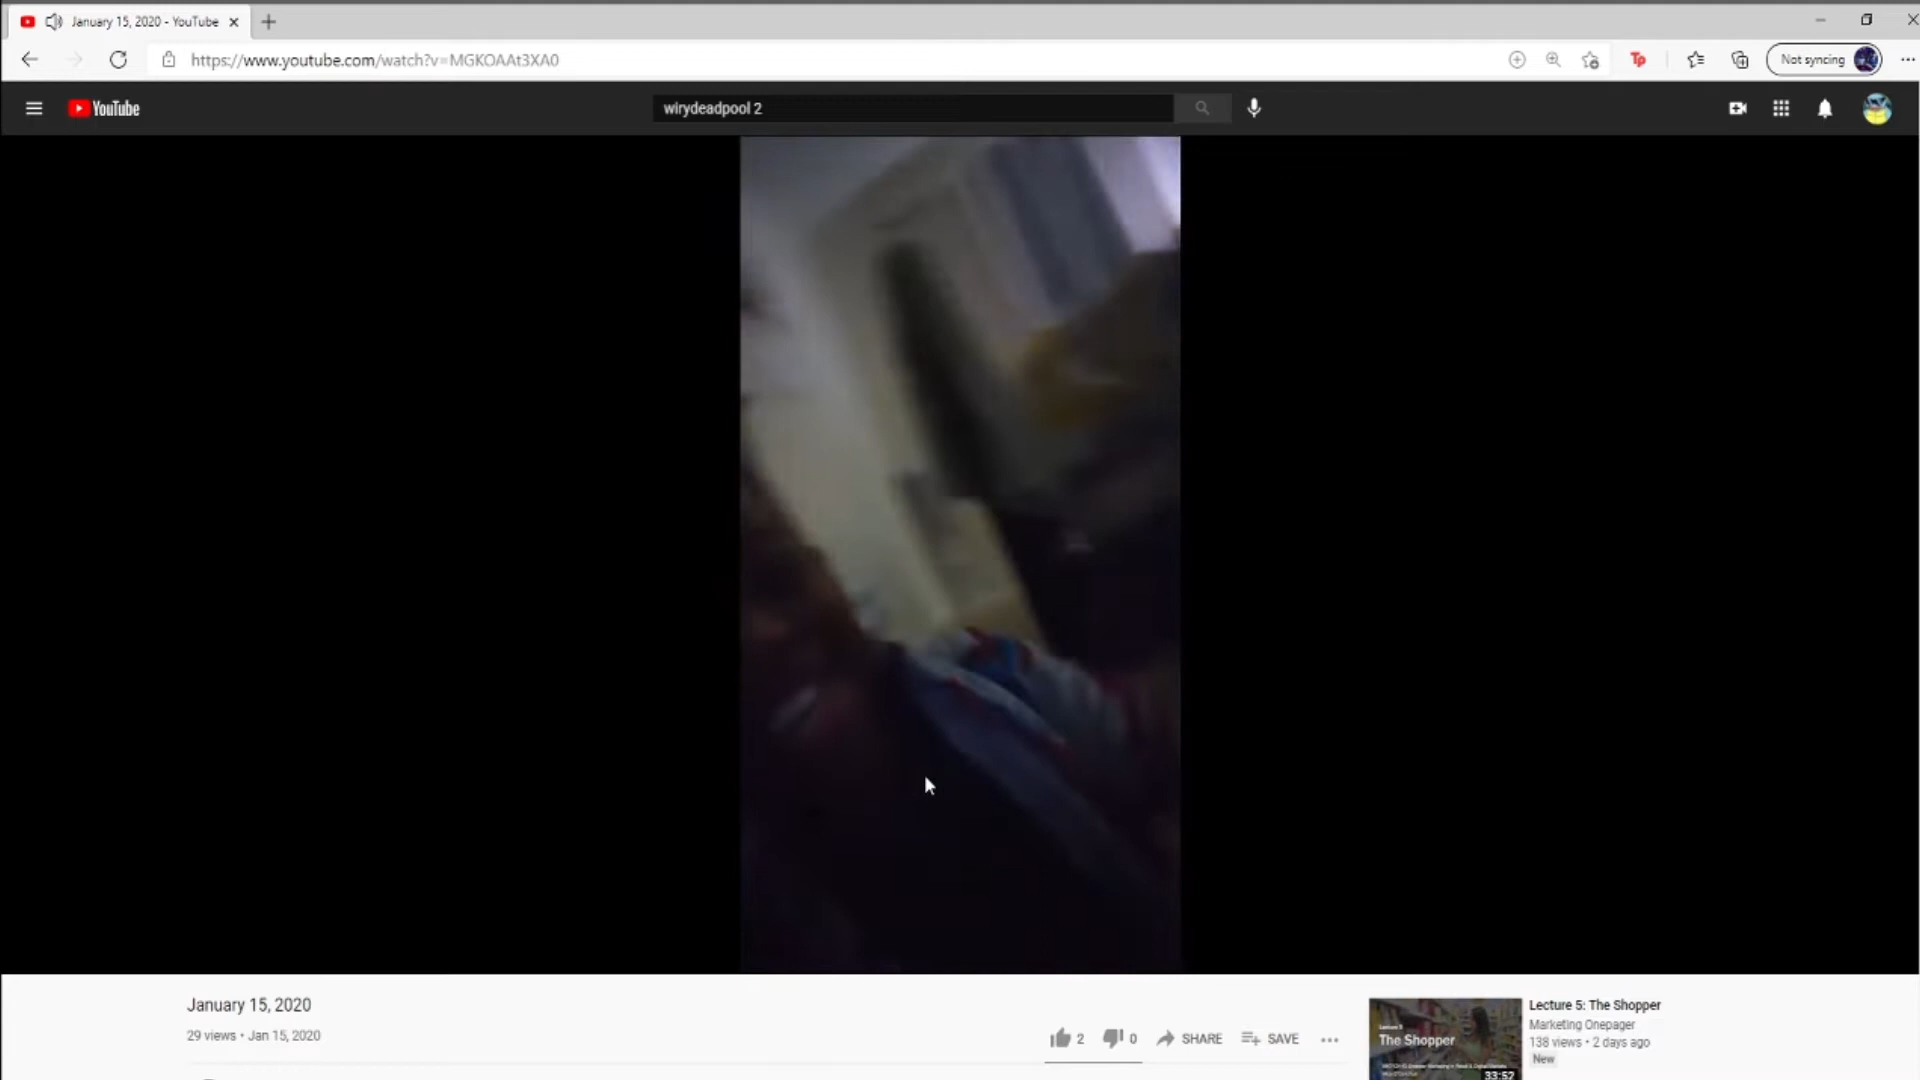 January 15, 2020 - YouTube
https://www.youtube.com/watch?v=MGKOAAt3XA0
Not syncing
YouTube
wirydeadpool 2
January 15, 2020
29 views • Jan 15, 2020
2
0
SHARE
SAVE
The Shopper
33:52
Lecture 5: The Shopper
Marketing Onepager
138 views • 2 days ago
New